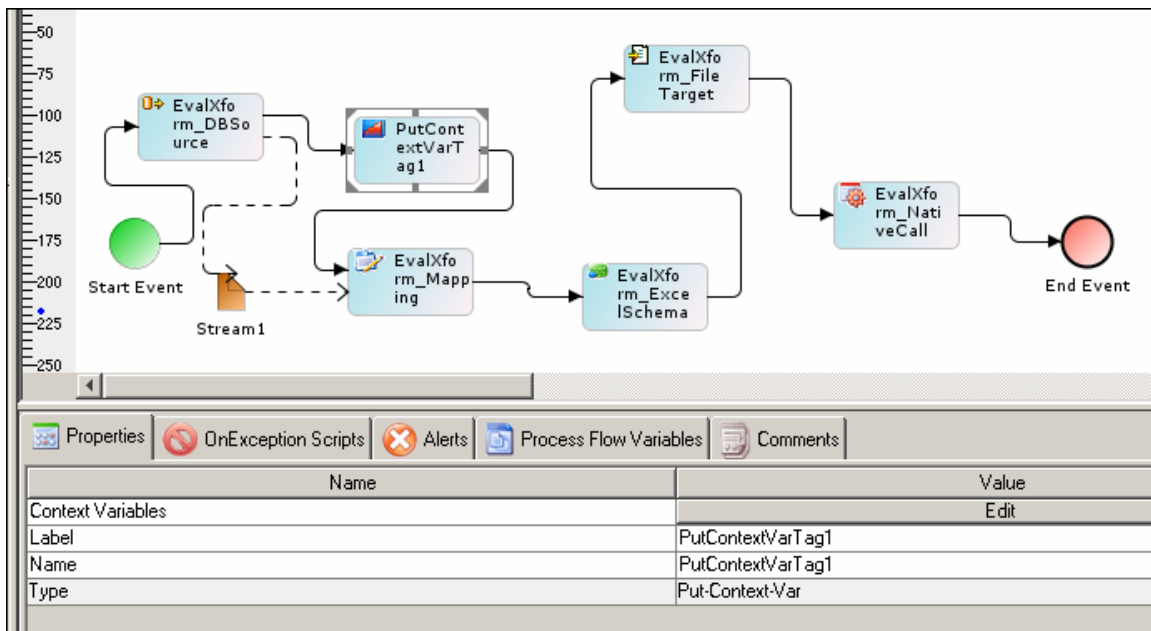 50
75
100
125
150
175
200
225
250
EvalXfo
rm_DBSo
urce
PutCont
extVarT
ag1
EvalXfo
rm_File
Target
EvalXfo
rm_Nati
veCall
Start Event
Stream1
EvalXfo
rm_Mapp
ing
EvalXfo
rm_Exce
lSchema
End Event
Properties
OnException Scripts
Alerts
Process Flow Variables
Comments
Name Value
Context Variables Edit
Label PutContextVarTag1
Name PutContextVarTag1
Type Put-Context-Var